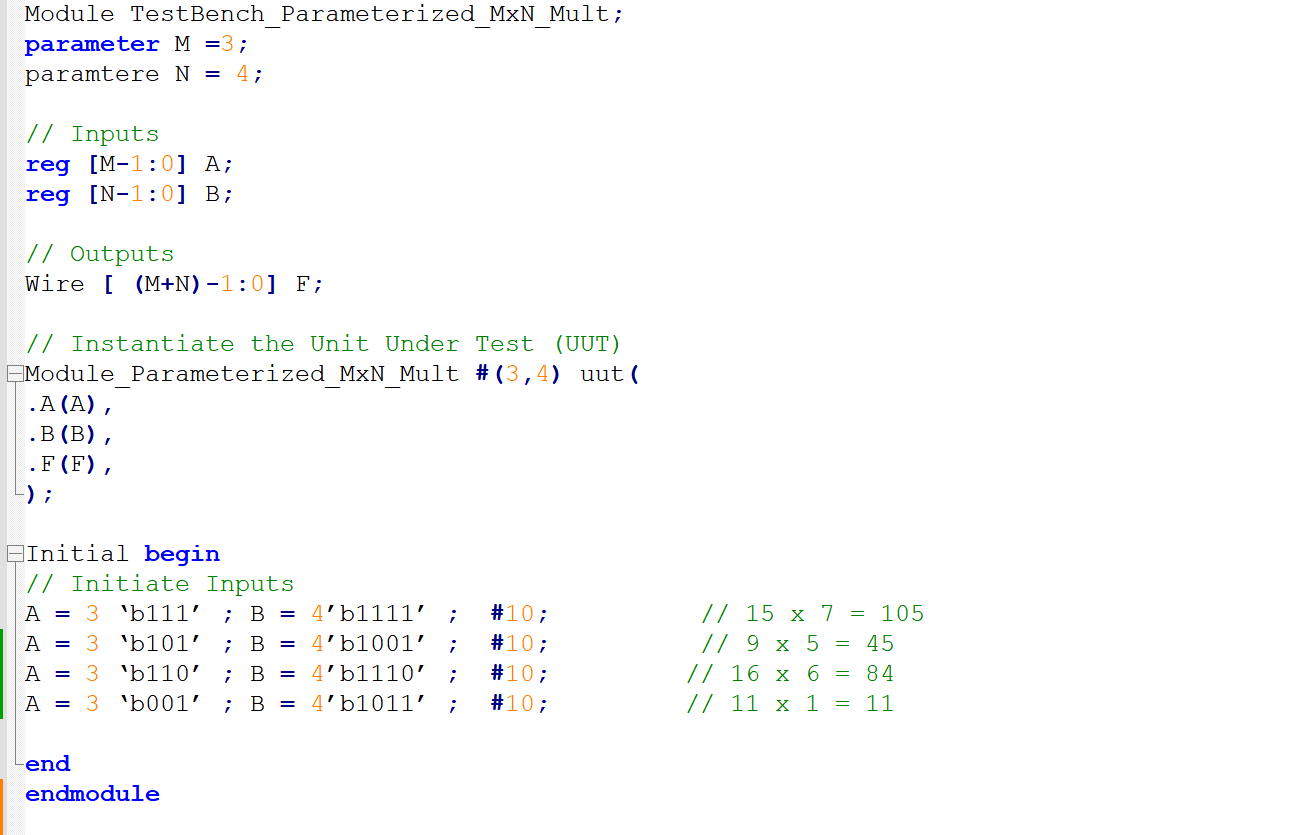 Module TestBench_Parameterized_MxN_Mult;
parameter M =3;
paramtere N = 4;
// Inputs
reg [M-1:0] A;
reg [N-1:0] B;
// Outputs
Wire [ (M+N)-1:0] F;
// Instantiate the Unit Under Test (UUT)
Module_Parameterized_MxN_Mult #(3,4) uut(
.A(A),
.B(B),
.F(F),
);
Initial begin
// Initiate Inputs
A = 3 ‘b111’ ; B = 4’b1111’ ; #10; // 15 x 7 = 105
A = 3 ‘b101’ ; B = 4’b1001’ ; #10; // 9 x 5 = 45
A = 3 ‘b110’ ; B = 4’b1110’ ; #10; // 16 x 6 = 84
A = 3 ‘b001’ ; B = 4’b1011’ ; #10; // 11 x 1 = 11
end
endmodule